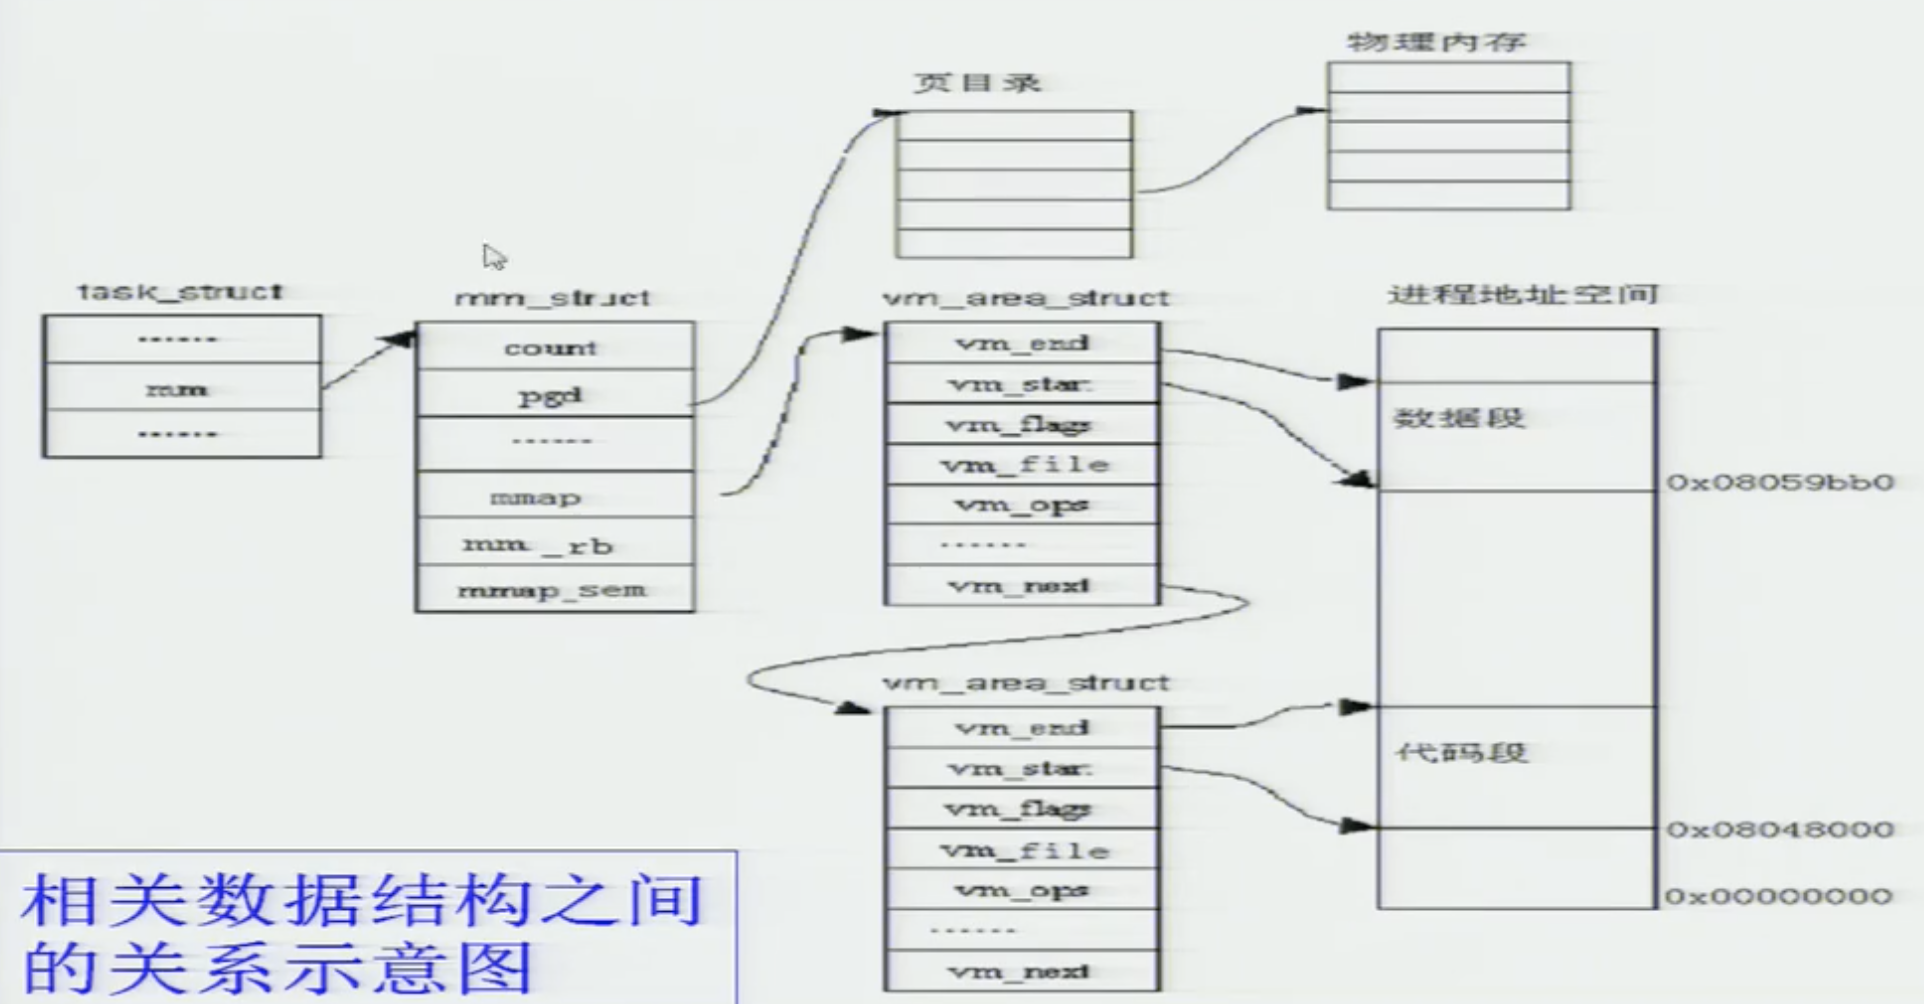 物理内存
页目录
task_struct
......
mm
......
mm_struct
count
pgd
......
mmap
mm_rb
mmap_sem
vm_area_struct
vm_end
vm_start
vm_flags
vm_file
vm_ops
......
vm_next
vm_area_struct
vm_end
vm_start
vm_flags
vm_file
vm_ops
......
vm_next
进程地址空间
数据段
0x08059bb0
代码段
0x08048000
0x00000000
相关数据结构之间
的关系示意图